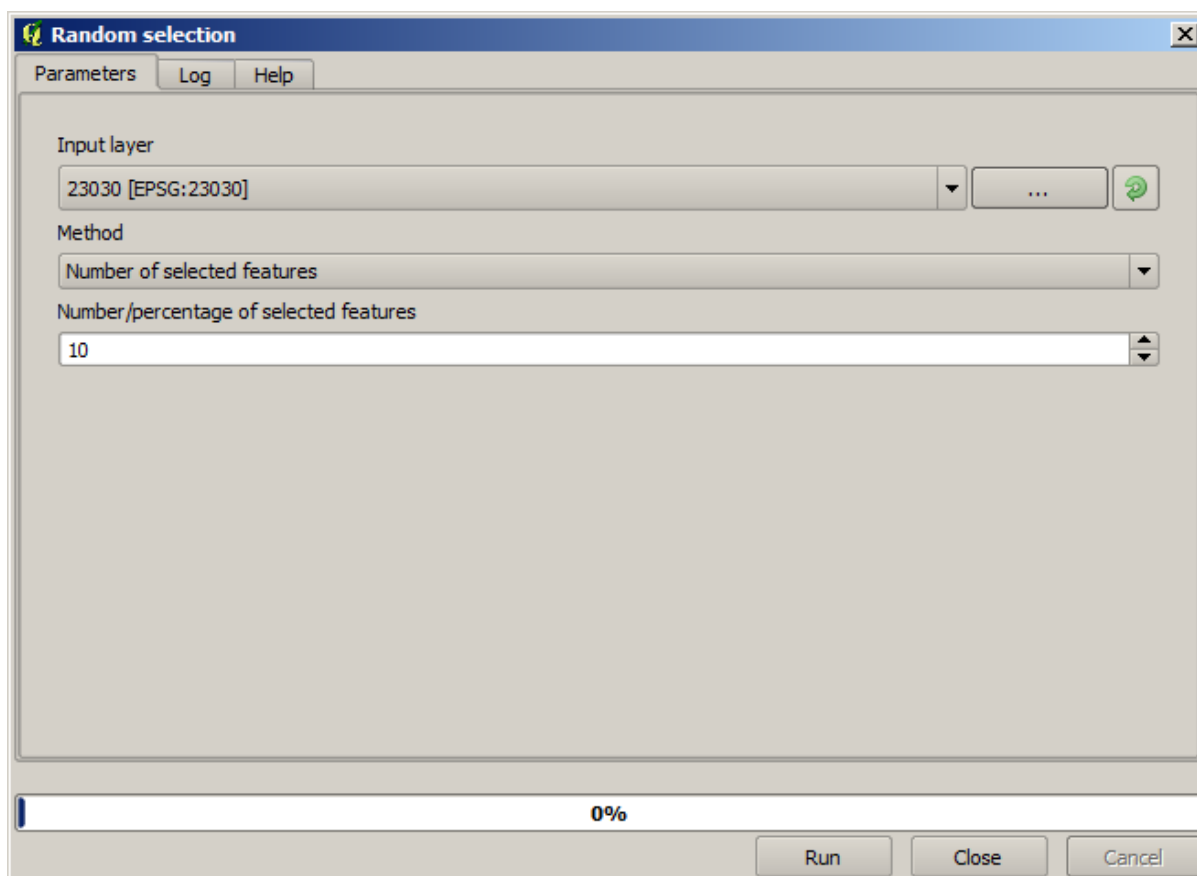 Random selection
Parameters Log Help
Input layer
23030 [EPSG:23030] ...
Method
Number of selected features
Number/percentage of selected features
10
0%
Run Close Cancel